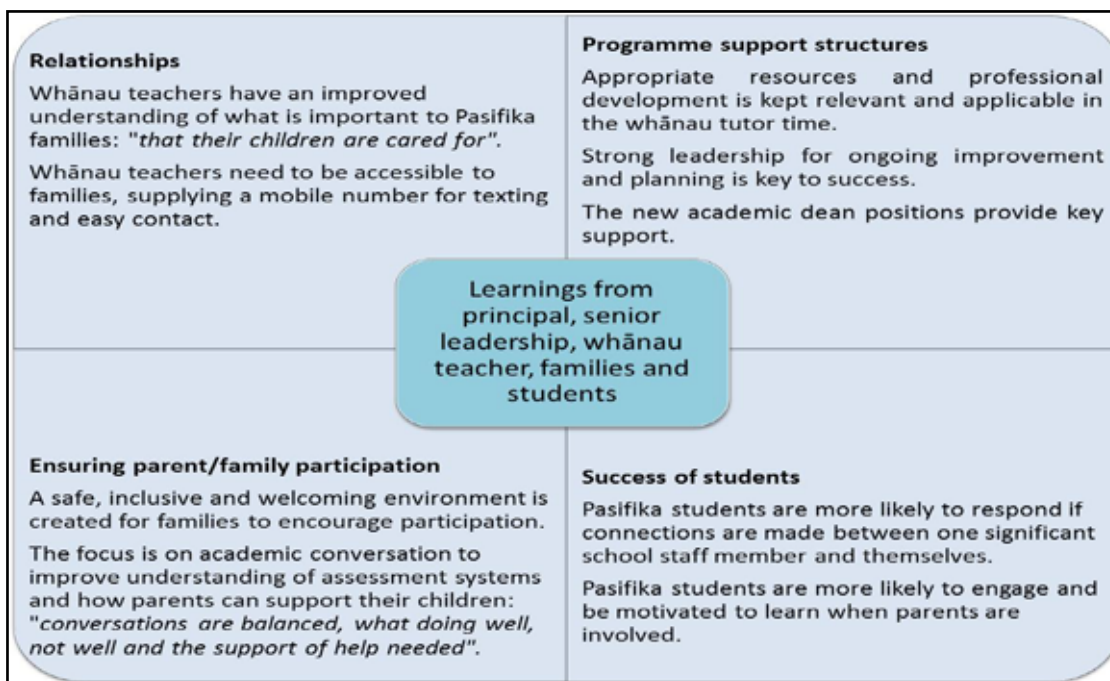 Relationships
Whānau teachers have an improved
understanding of what is important to Pasifika
families: "that their children are cared for".
Whānau teachers need to be accessible to
families, supplying a mobile number for texting
and easy contact.
Programme support structures
Appropriate resources and professional
development is kept relevant and applicable in
the whānau tutor time.
Strong leadership for ongoing improvement
and planning is key to success.
The new academic dean positions provide key
support.
Learnings from
principal, senior
leadership, whānau
teacher, families and
students
Ensuring parent/family participation
A safe, inclusive and welcoming environment is
created for families to encourage participation.
The focus is on academic conversation to
improve understanding of assessment systems
and how parents can support their children:
"conversations are balanced, what doing well,
not well and the support of help needed".
Success of students
Pasifika students are more likely to respond if
connections are made between one significant
school staff member and themselves.
Pasifika students are more likely to engage and
be motivated to learn when parents are
involved.